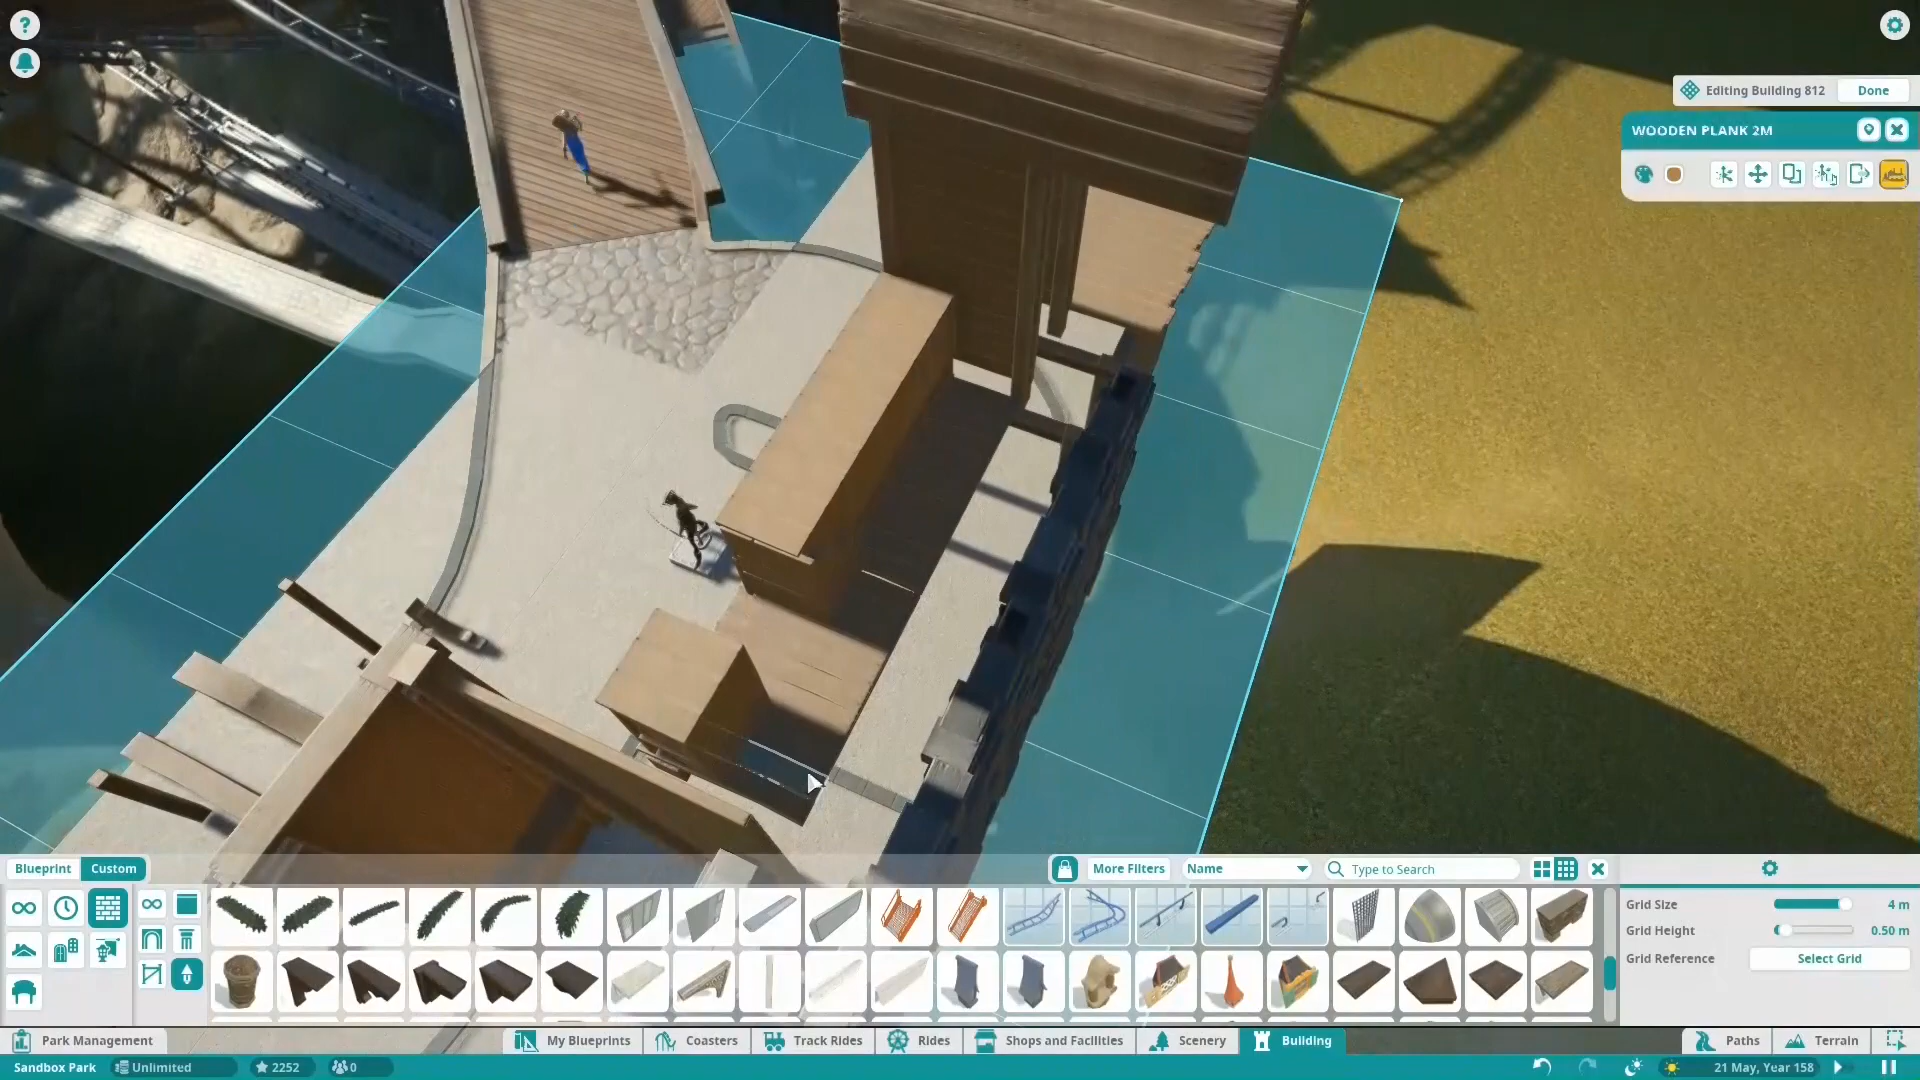 ?
Editing Building 812
Done
WOODEN PLANK 2M
Blueprint
Custom
More Filters
Name
Type to Search
Grid Size
4 m
Grid Height
0.50 m
Grid Reference
Select Grid
Park Management
My Blueprints
Coasters
Track Rides
Rides
Shops and Facilities
Scenery
Building
Paths
Terrain
Sandbox Park
Unlimited
2252
0
21 May, Year 158